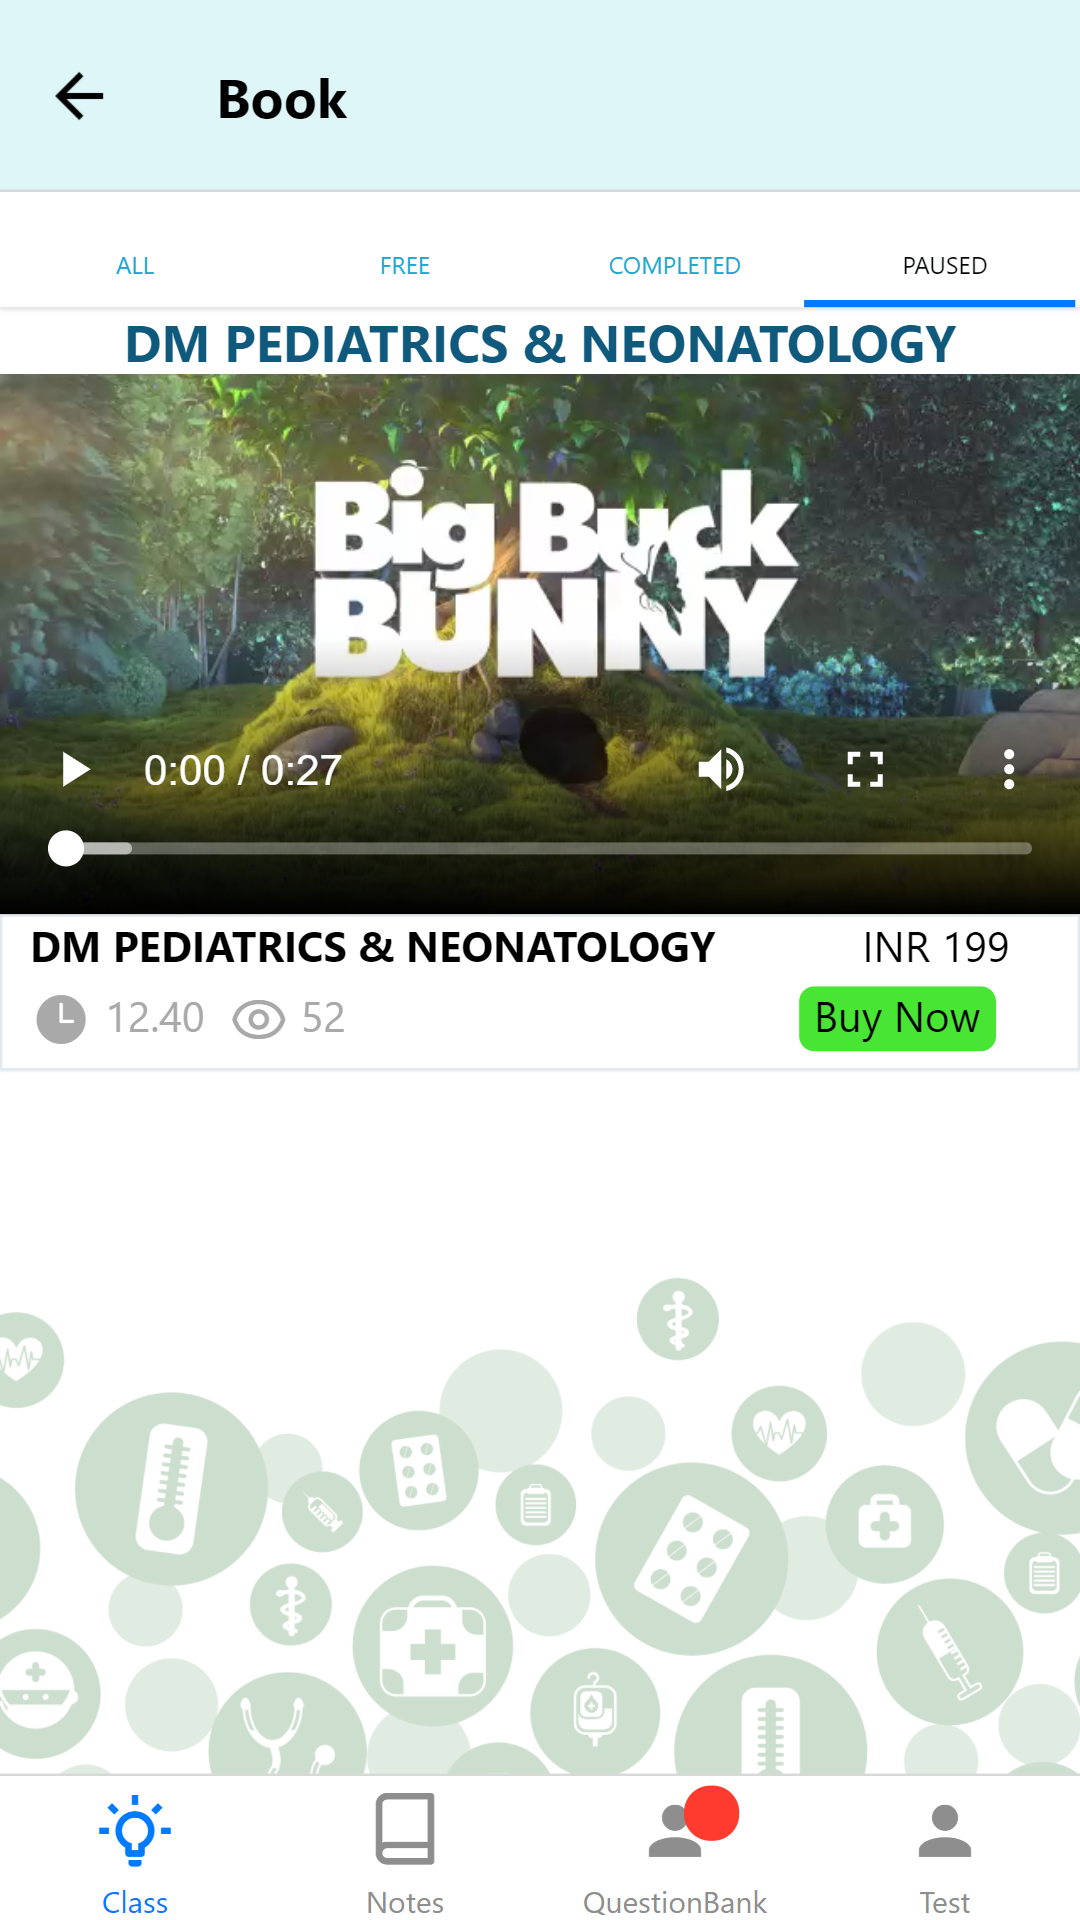 Book
ALL FREE COMPLETED PAUSED
DM PEDIATRICS & NEONATOLOGY
Big Buck
BUNNY
0:00 / 0:27
DM PEDIATRICS & NEONATOLOGY INR 199
12.40 52 Buy Now
Class Notes QuestionBank Test